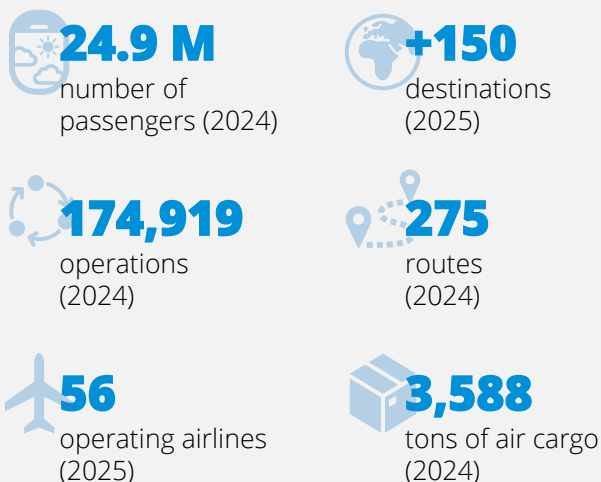 24.9 M
number of
passengers (2024)
+150
destinations
(2025)
174,919
operations
(2024)
275
routes
(2024)
56
operating airlines
(2025)
3,588
tons of air cargo
(2024)